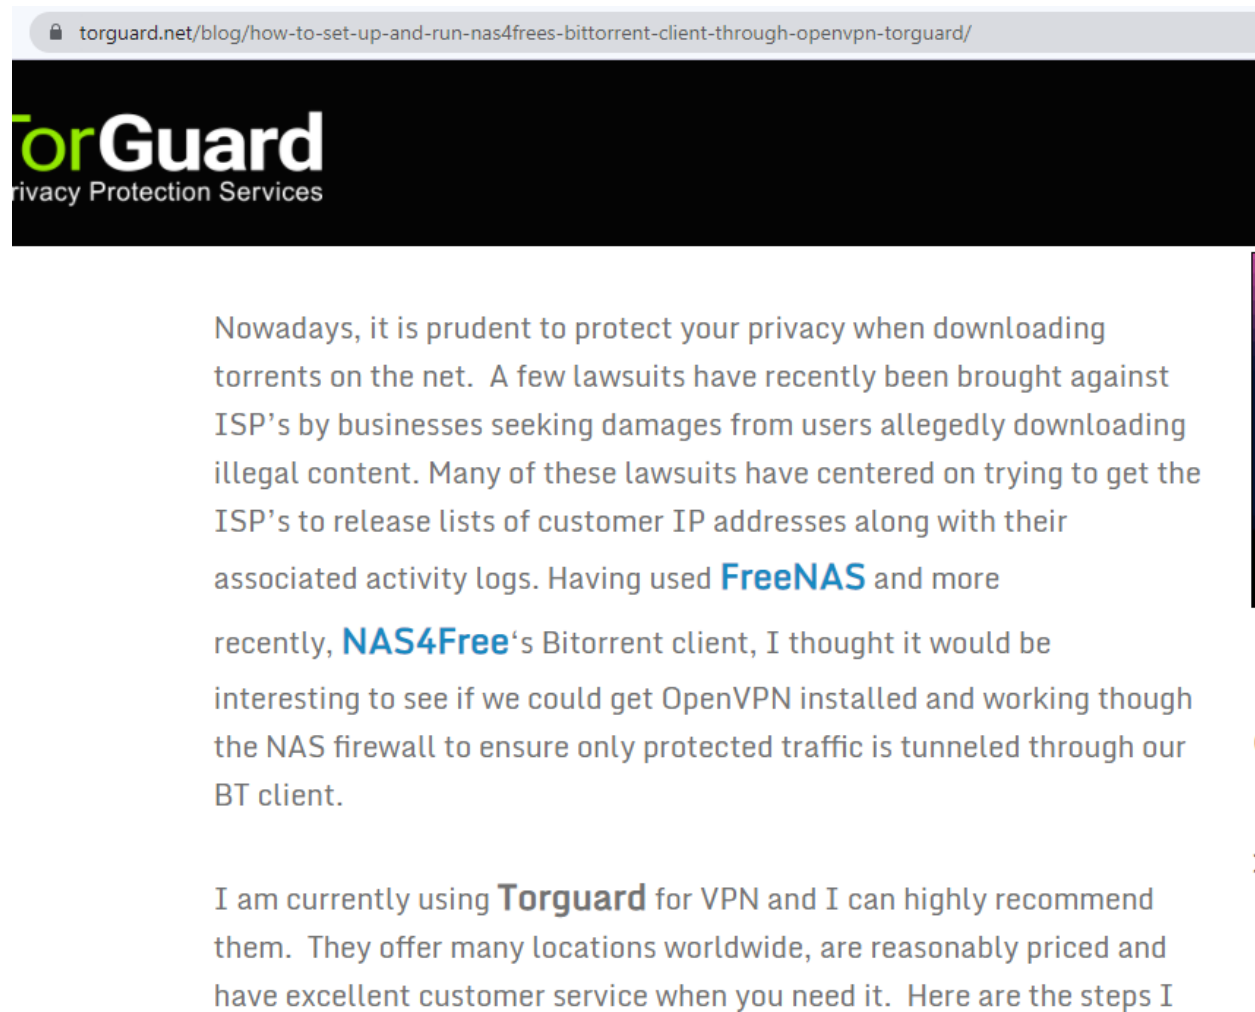 torguard.net/blog/how-to-set-up-and-run-nas4frees-bittorrent-client-through-openvpn-torguard/
TorGuard
rivacy Protection Services
Nowadays, it is prudent to protect your privacy when downloading
torrents on the net.  A few lawsuits have recently been brought against
ISP’s by businesses seeking damages from users allegedly downloading
illegal content. Many of these lawsuits have centered on trying to get the
ISP’s to release lists of customer IP addresses along with their
associated activity logs. Having used FreeNAS and more
recently, NAS4Free‘s Bitorrent client, I thought it would be
interesting to see if we could get OpenVPN installed and working though
the NAS firewall to ensure only protected traffic is tunneled through our
BT client.
I am currently using Torguard for VPN and I can highly recommend
them.  They offer many locations worldwide, are reasonably priced and
have excellent customer service when you need it.  Here are the steps I